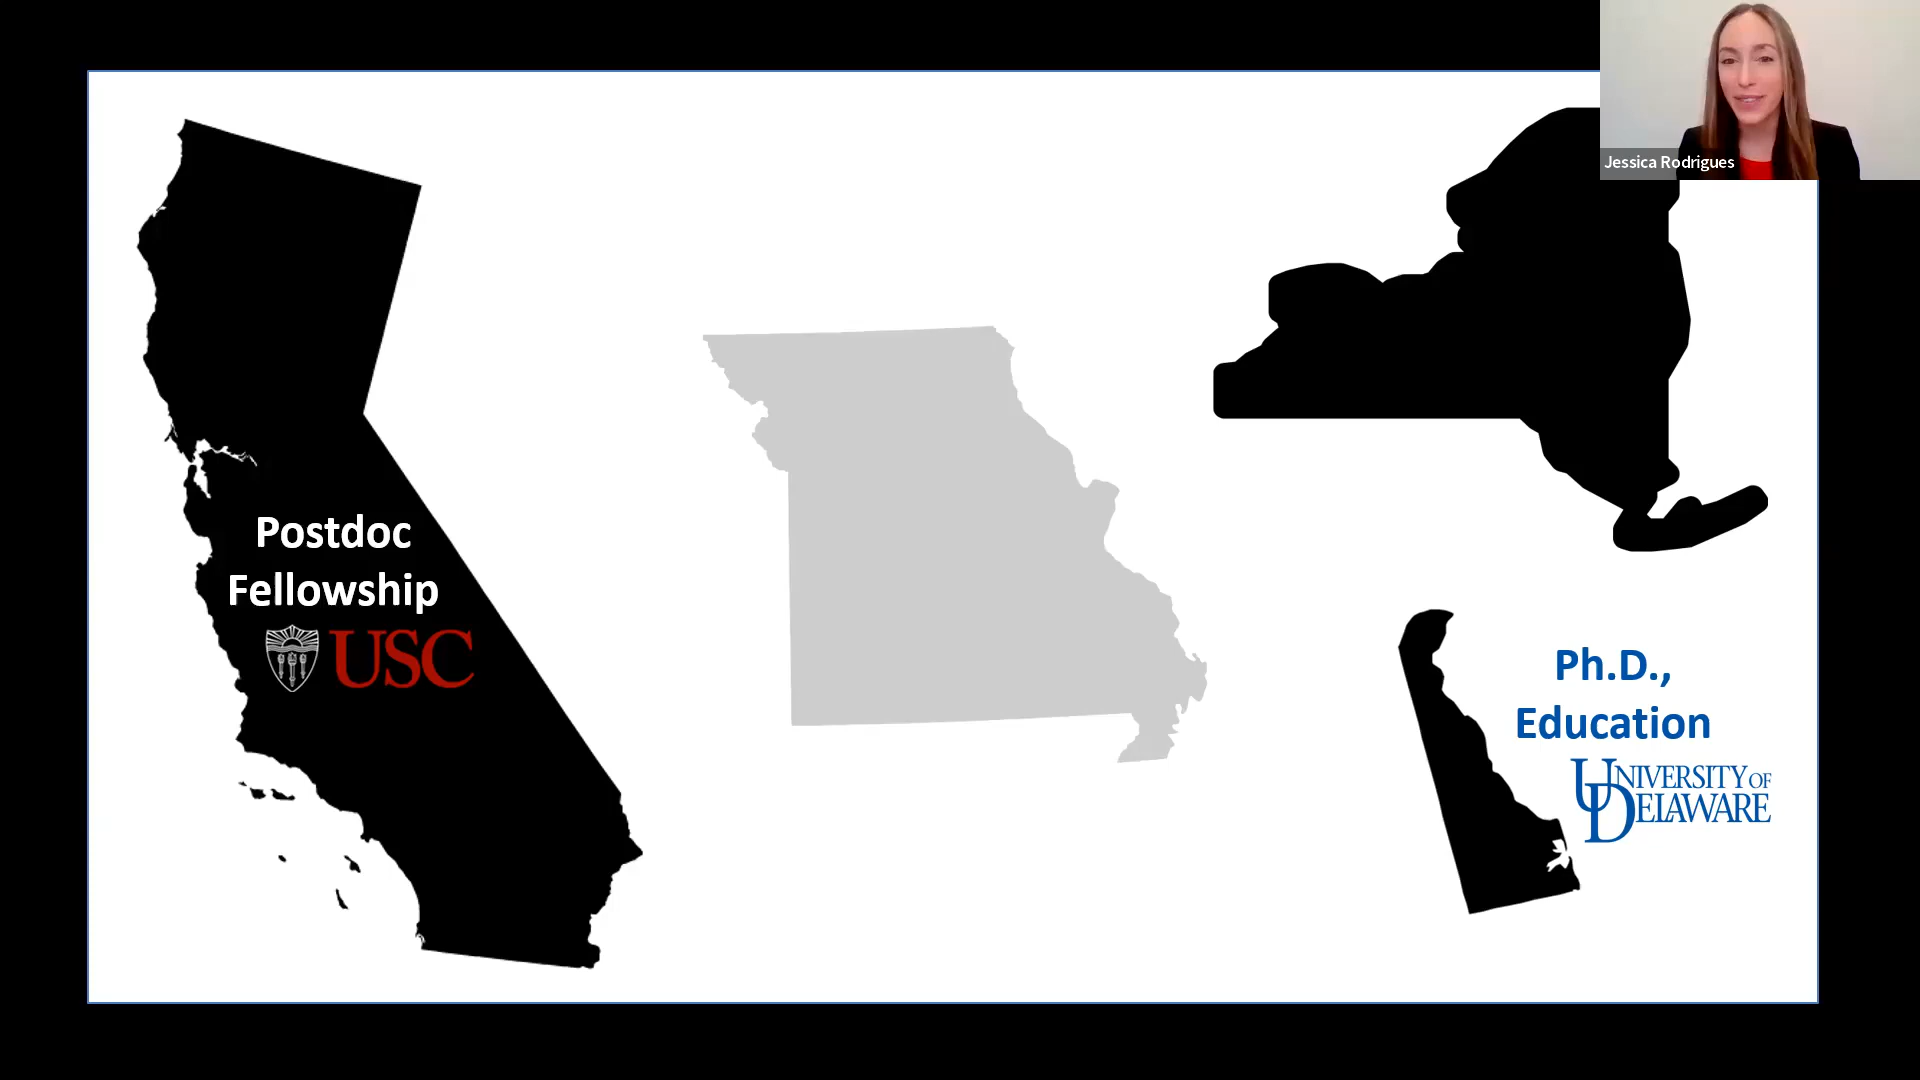 Jessica Rodrigues
Postdoc
Fellowship
USC
Ph.D.,
Education
UNIVERSITY OF
DELAWARE